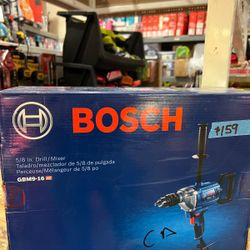 BOSCH
$159
5/8 In. Drill/Mixer
Taladro/mezclador de 5/8 de pulgada
Perceuse/Mélangeur de 5/8 po
GBM9-16